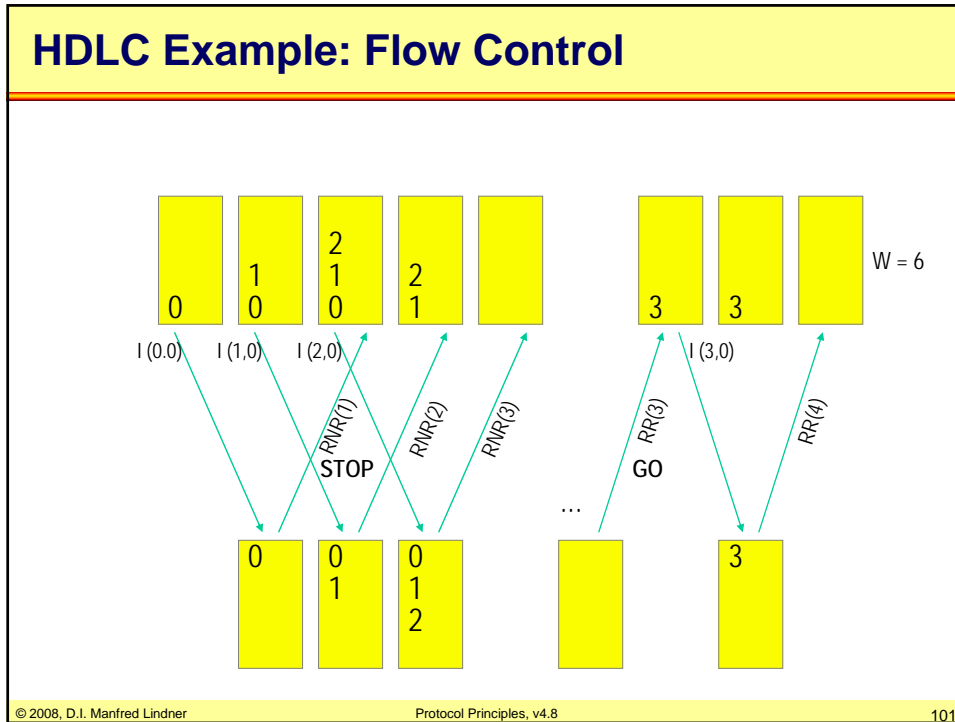 HDLC Example: Flow Control
2
1 1 2
0 0 0 1 3 3
W = 6
I (0.0) I (1,0) I (2,0) I (3,0)
RNR(1) RNR(2) RNR(3) RR(3) RR(4)
STOP GO
...
0 0 0 3
1 1
2
© 2008, D.I. Manfred Lindner Protocol Principles, v4.8 101